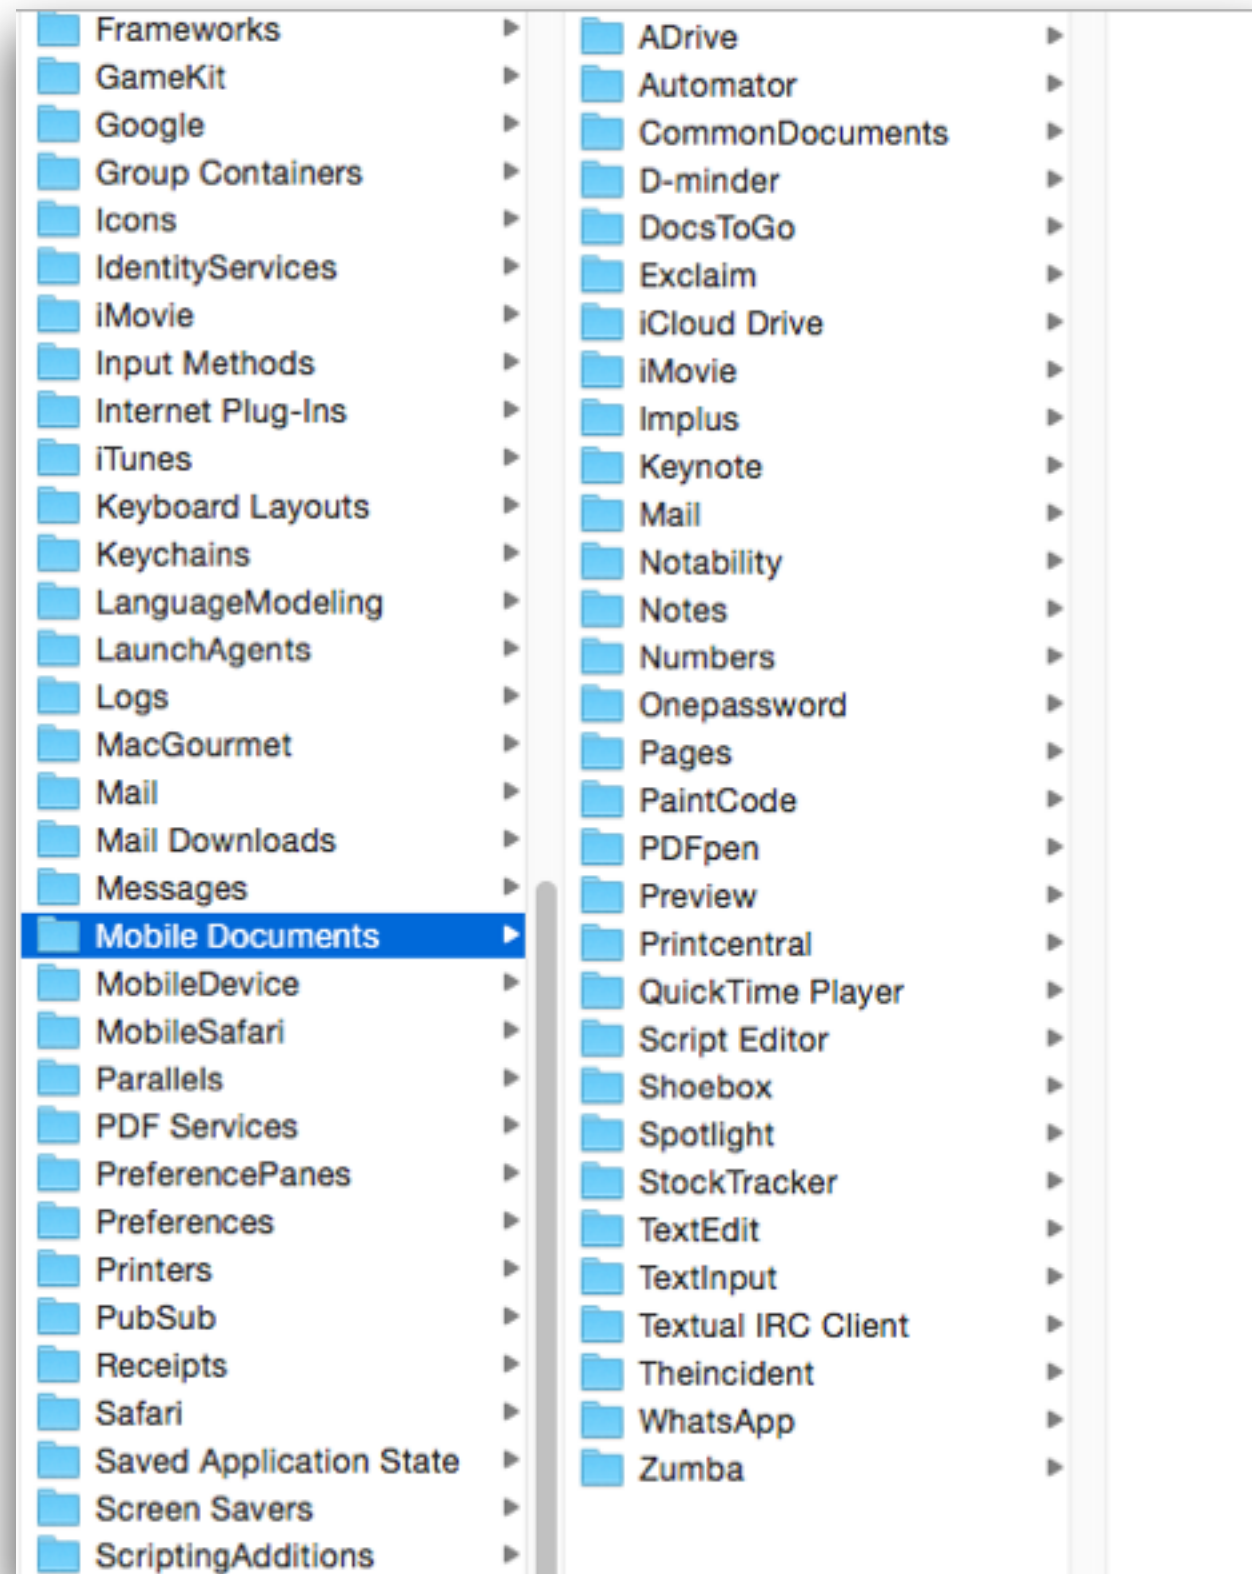 Frameworks
GameKit
Google
Group Containers
Icons
IdentityServices
iMovie
Input Methods
Internet Plug-Ins
iTunes
Keyboard Layouts
Keychains
LanguageModeling
LaunchAgents
Logs
MacGourmet
Mail
Mail Downloads
Messages
Mobile Documents
MobileDevice
MobileSafari
Parallels
PDF Services
PreferencePanes
Preferences
Printers
PubSub
Receipts
Safari
Saved Application State
Screen Savers
ScriptingAdditions
ADrive
Automator
CommonDocuments
D-minder
DocsToGo
Exclaim
iCloud Drive
iMovie
Implus
Keynote
Mail
Notability
Notes
Numbers
Onepassword
Pages
PaintCode
PDFpen
Preview
Printcentral
QuickTime Player
Script Editor
Shoebox
Spotlight
StockTracker
TextEdit
TextInput
Textual IRC Client
Theincident
WhatsApp
Zumba